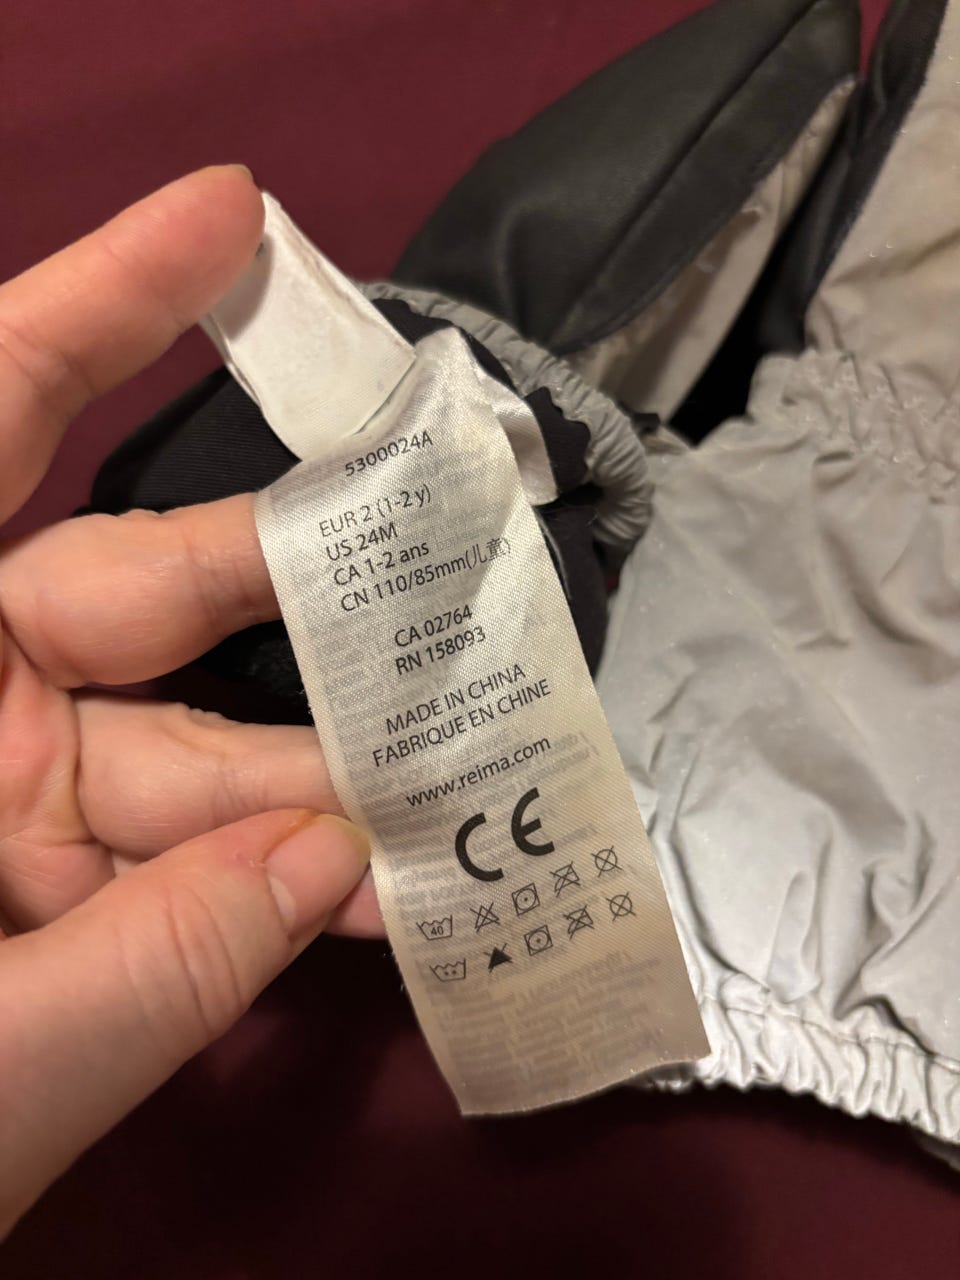 5300024A
EUR 2 (1-2 y)
US 24M
CA 1-2 ans
CN 110/85mm(儿童)
CA 02764
RN 158093
MADE IN CHINA
FABRIQUE EN CHINE
www.reima.com
CE
40